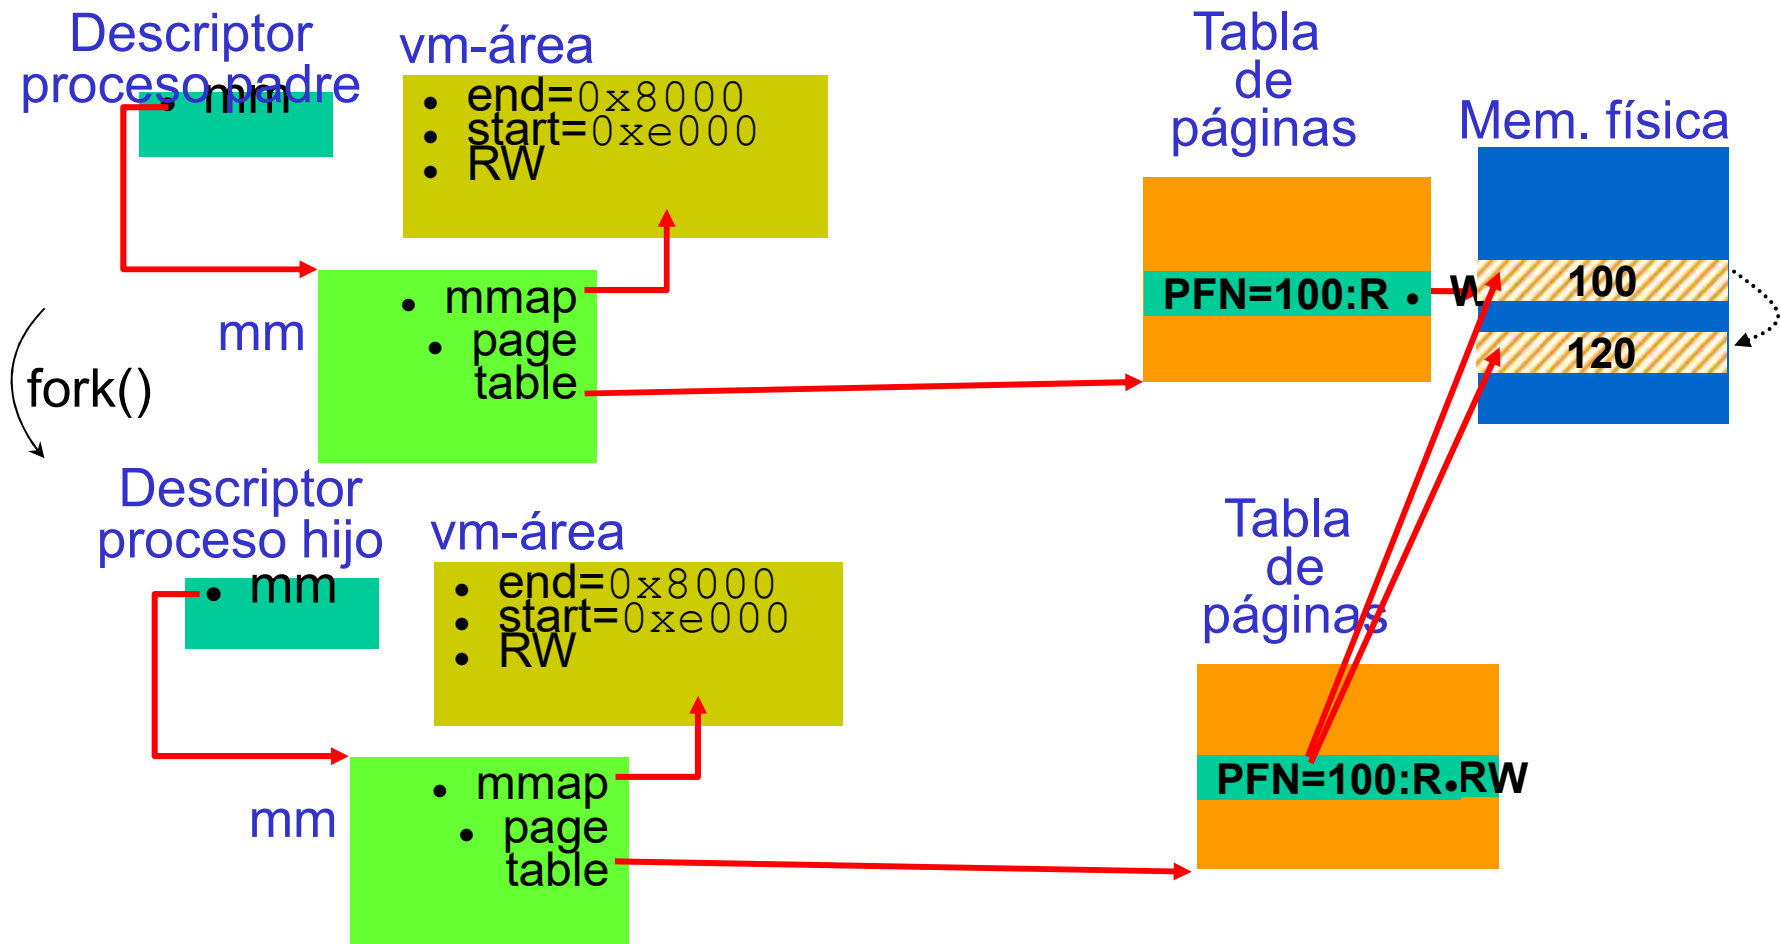 Descriptor
proceso padre
• mm
vm-área
• end=0x8000
• start=0xe000
• RW
Tabla
de
páginas
Mem. física
mm
• mmap
• page
table
PFN=100:R • W
100
120
fork()
Descriptor
proceso hijo
• mm
vm-área
• end=0x8000
• start=0xe000
• RW
Tabla
de
páginas
mm
• mmap
• page
table
PFN=100:R•RW